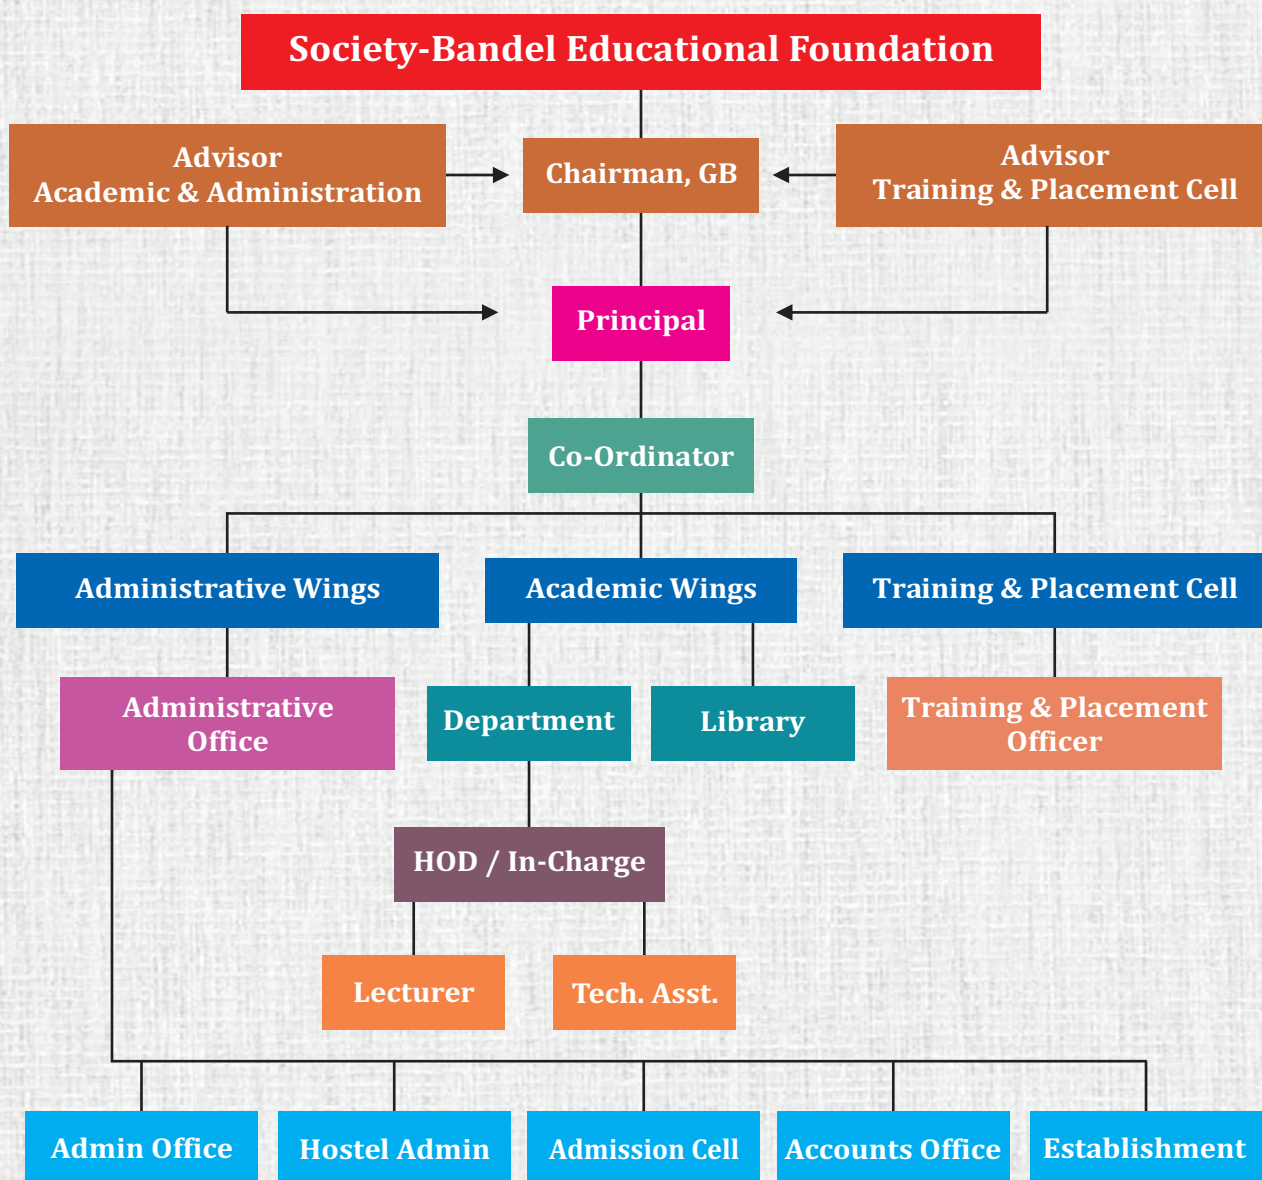 Society-Bandel Educational Foundation
Advisor
Academic & Administration
Chairman, GB
Advisor
Training & Placement Cell
Principal
Co-Ordinator
Administrative Wings
Academic Wings
Training & Placement Cell
Administrative
Office
Department
Library
Training & Placement
Officer
HOD / In-Charge
Lecturer
Tech. Asst.
Admin Office
Hostel Admin
Admission Cell
Accounts Office
Establishment